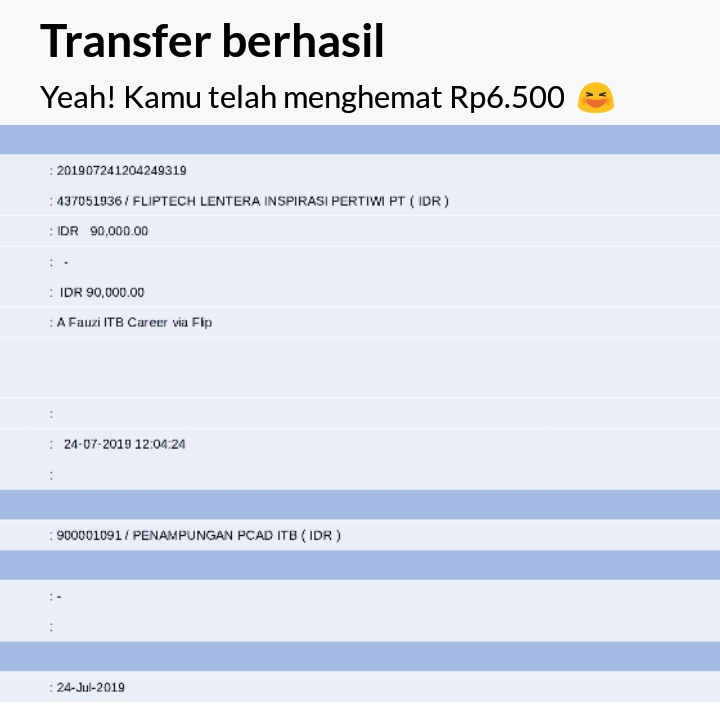 Transfer berhasil
Yeah! Kamu telah menghemat Rp6.500 😆
: 201907241204249319
: 437051936 / FLIPTECH LENTERA INSPIRASI PERTIWI PT ( IDR )
: IDR 90,000.00
: -
: IDR 90,000.00
: A Fauzi ITB Career via Flip
:
: 24-07-2019 12:04:24
:
: 900001091 / PENAMPUNGAN PCAD ITB ( IDR )
: -
:
: 24-Jul-2019